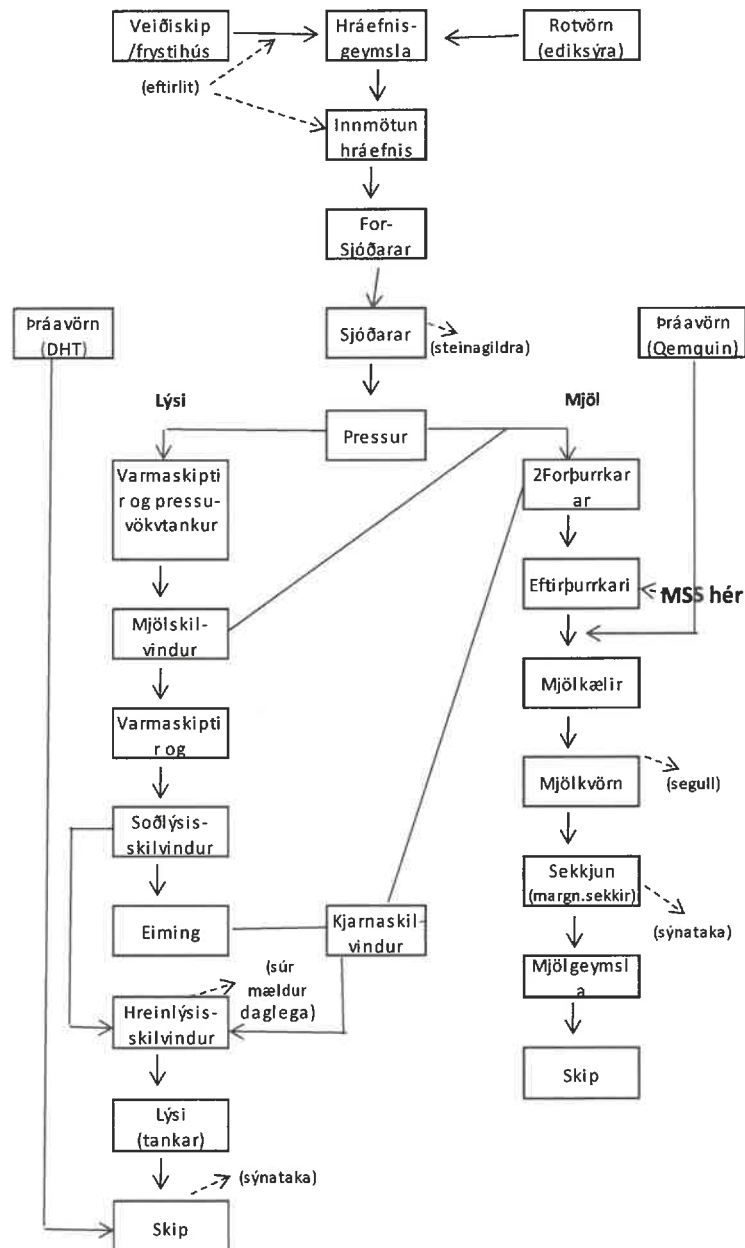 Veiðiskip
/frystihús
Hráefnis-
geymsla
Rotvörn
(ediksýra)
(eftirlit)
Innmötun
hráefnis
For-
Sjóðarar
Þráavörn
(DHT)
Sjóðarar
(steinagildra)
Þráavörn
(Qemquin)
Lýsi
Mjöl
Pressur
Varmaskipti
r og pressu-
vökvtankur
2Forþurrkar
ar
Eftirþurrkari
MSS hér
Mjölskil-
vindur
Mjölkælir
Varmaskipti
r og
Mjölkvörn
(segull)
Soðlýsis-
skilvindur
Sekkjun
(margn.sekkir)
(sýnataka)
Eiming
Kjarnaskil-
vindur
Mjölgeymsl
a
(súr
mældur
daglega)
Hreinlýsis-
skilvindur
Skip
Lýsi
(tankar)
(sýnataka)
Skip